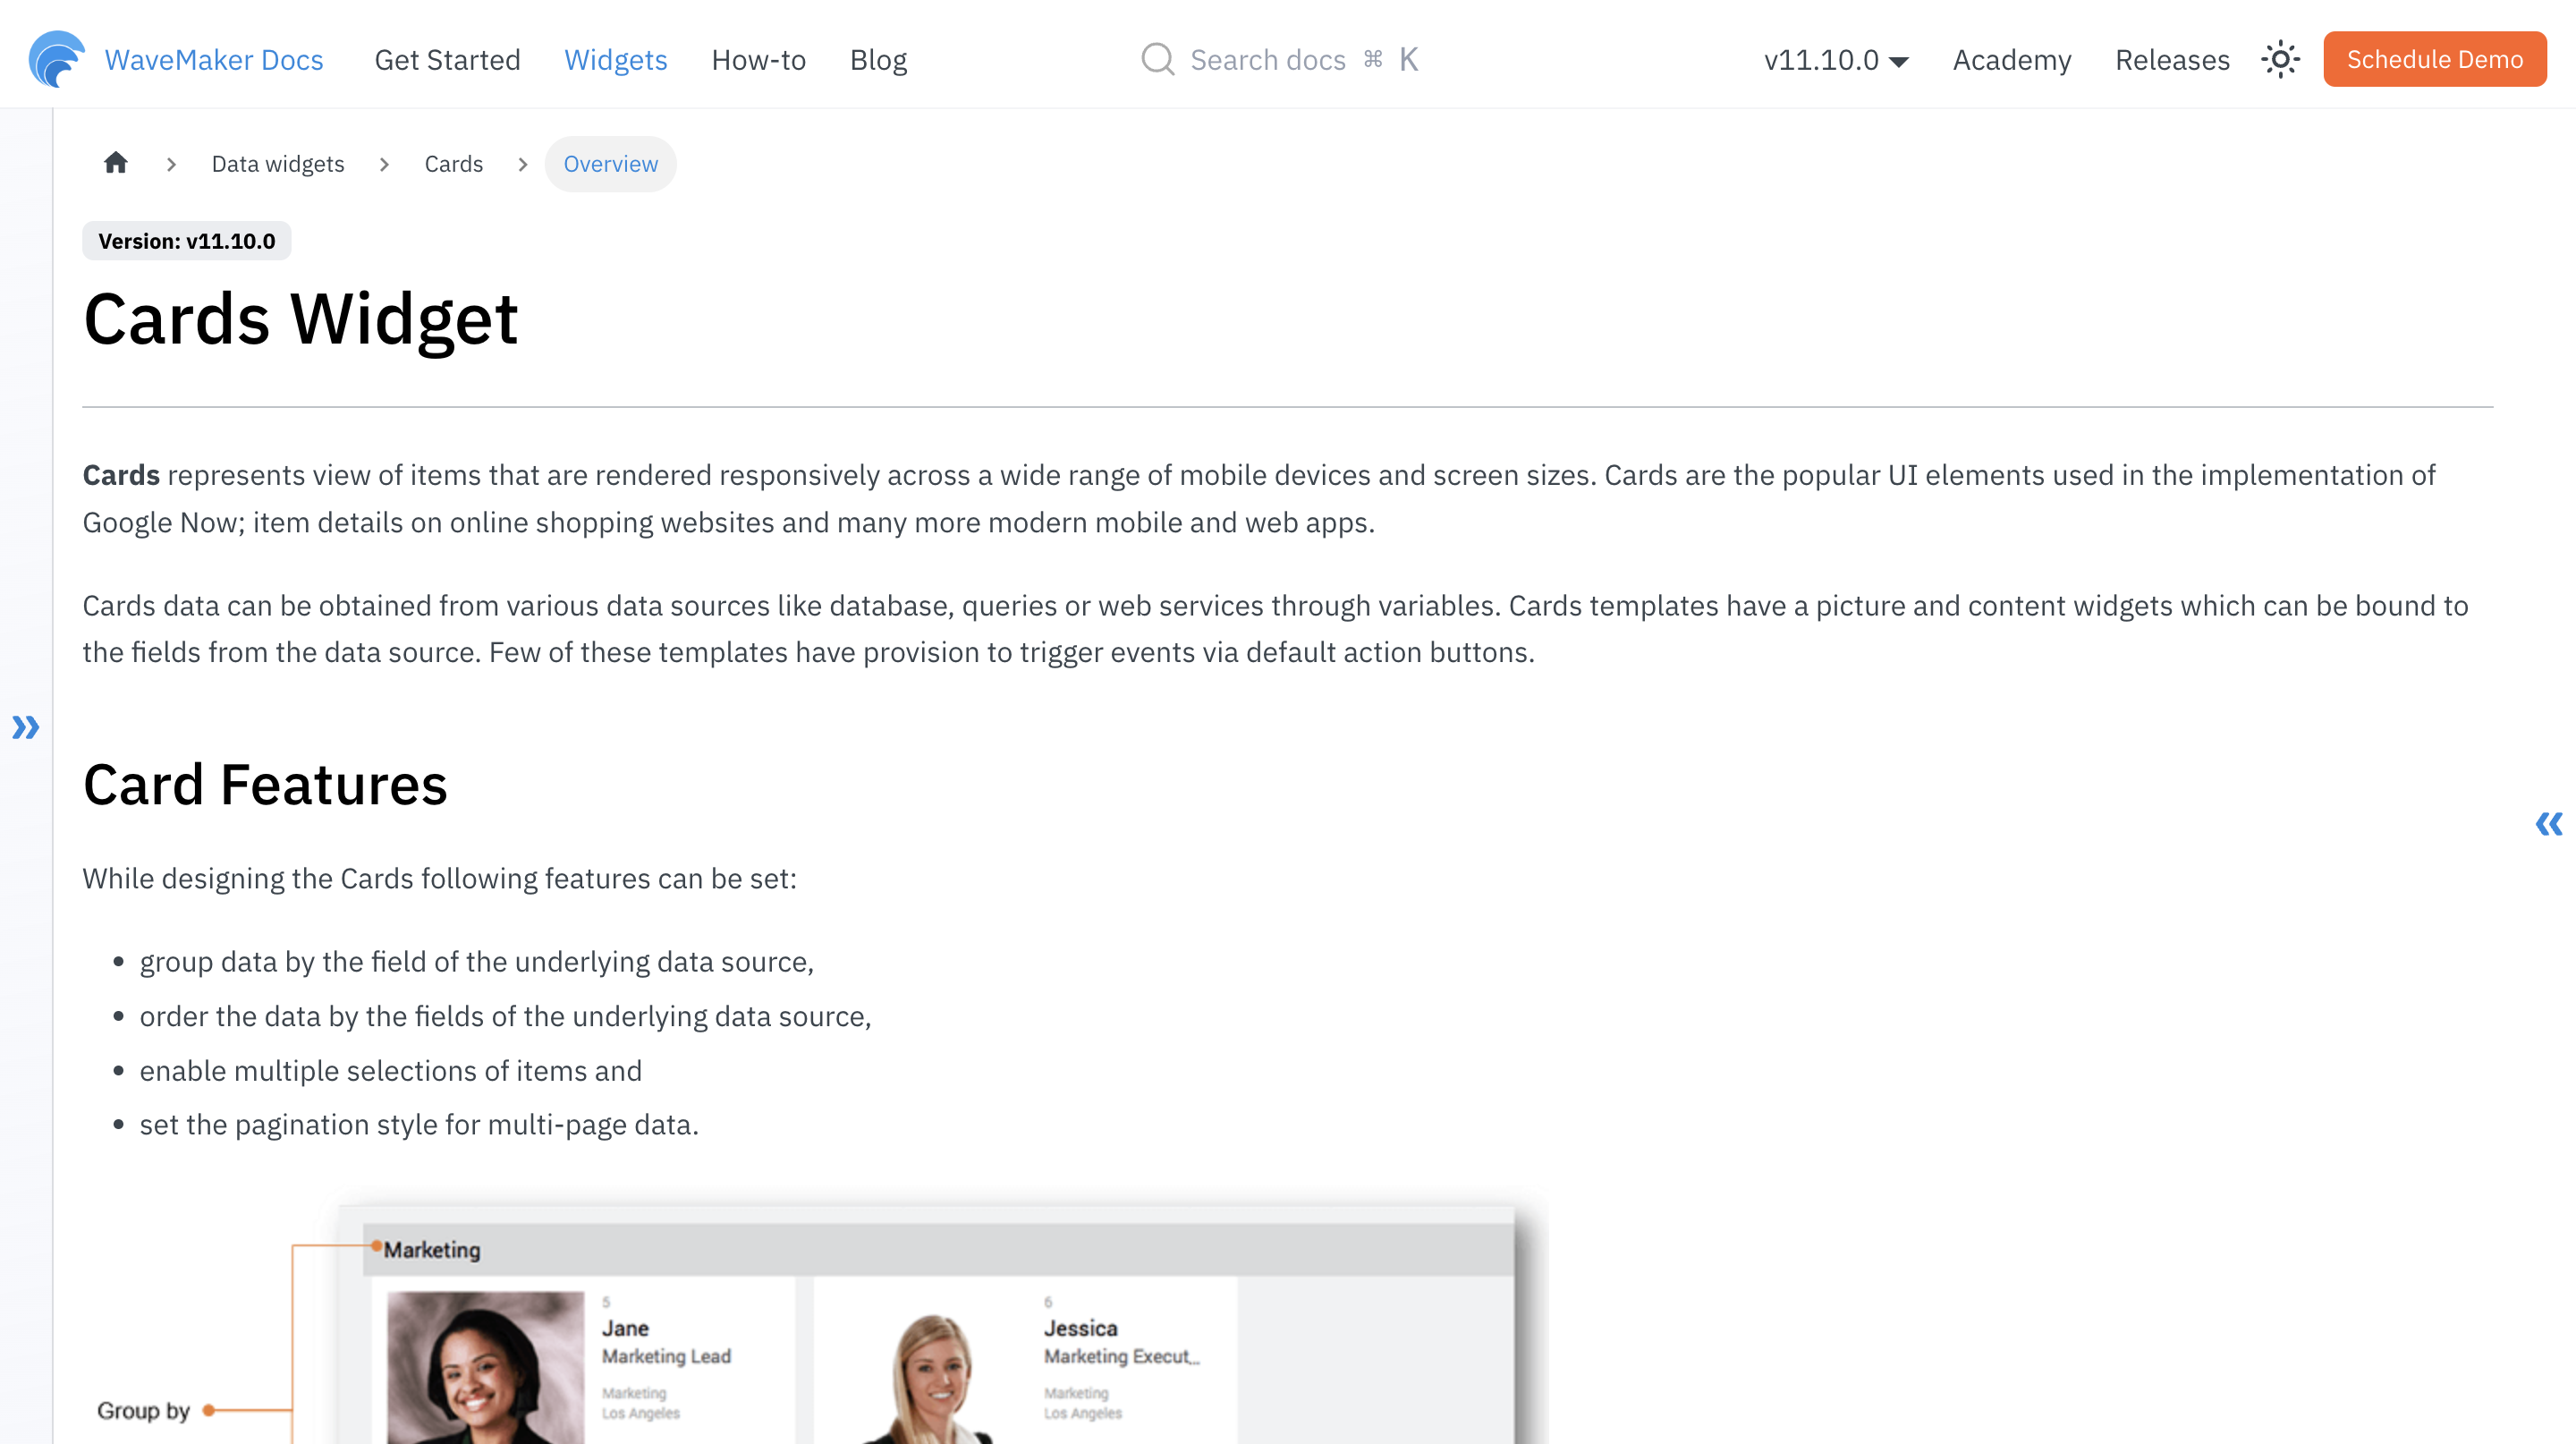 WaveMaker Docs Get Started Widgets How-to Blog Search docs ⌘ K v11.10.0 Academy Releases Schedule Demo
Data widgets Cards Overview
Version: v11.10.0
Cards Widget
Cards represents view of items that are rendered responsively across a wide range of mobile devices and screen sizes. Cards are the popular UI elements used in the implementation of
Google Now; item details on online shopping websites and many more modern mobile and web apps.
Cards data can be obtained from various data sources like database, queries or web services through variables. Cards templates have a picture and content widgets which can be bound to
the fields from the data source. Few of these templates have provision to trigger events via default action buttons.
Card Features
While designing the Cards following features can be set:
group data by the field of the underlying data source,
order the data by the fields of the underlying data source,
enable multiple selections of items and
set the pagination style for multi-page data.
Marketing
5
Jane
Marketing Lead
Marketing
Los Angeles
6
Jessica
Marketing Execut...
Marketing
Los Angeles
Group by